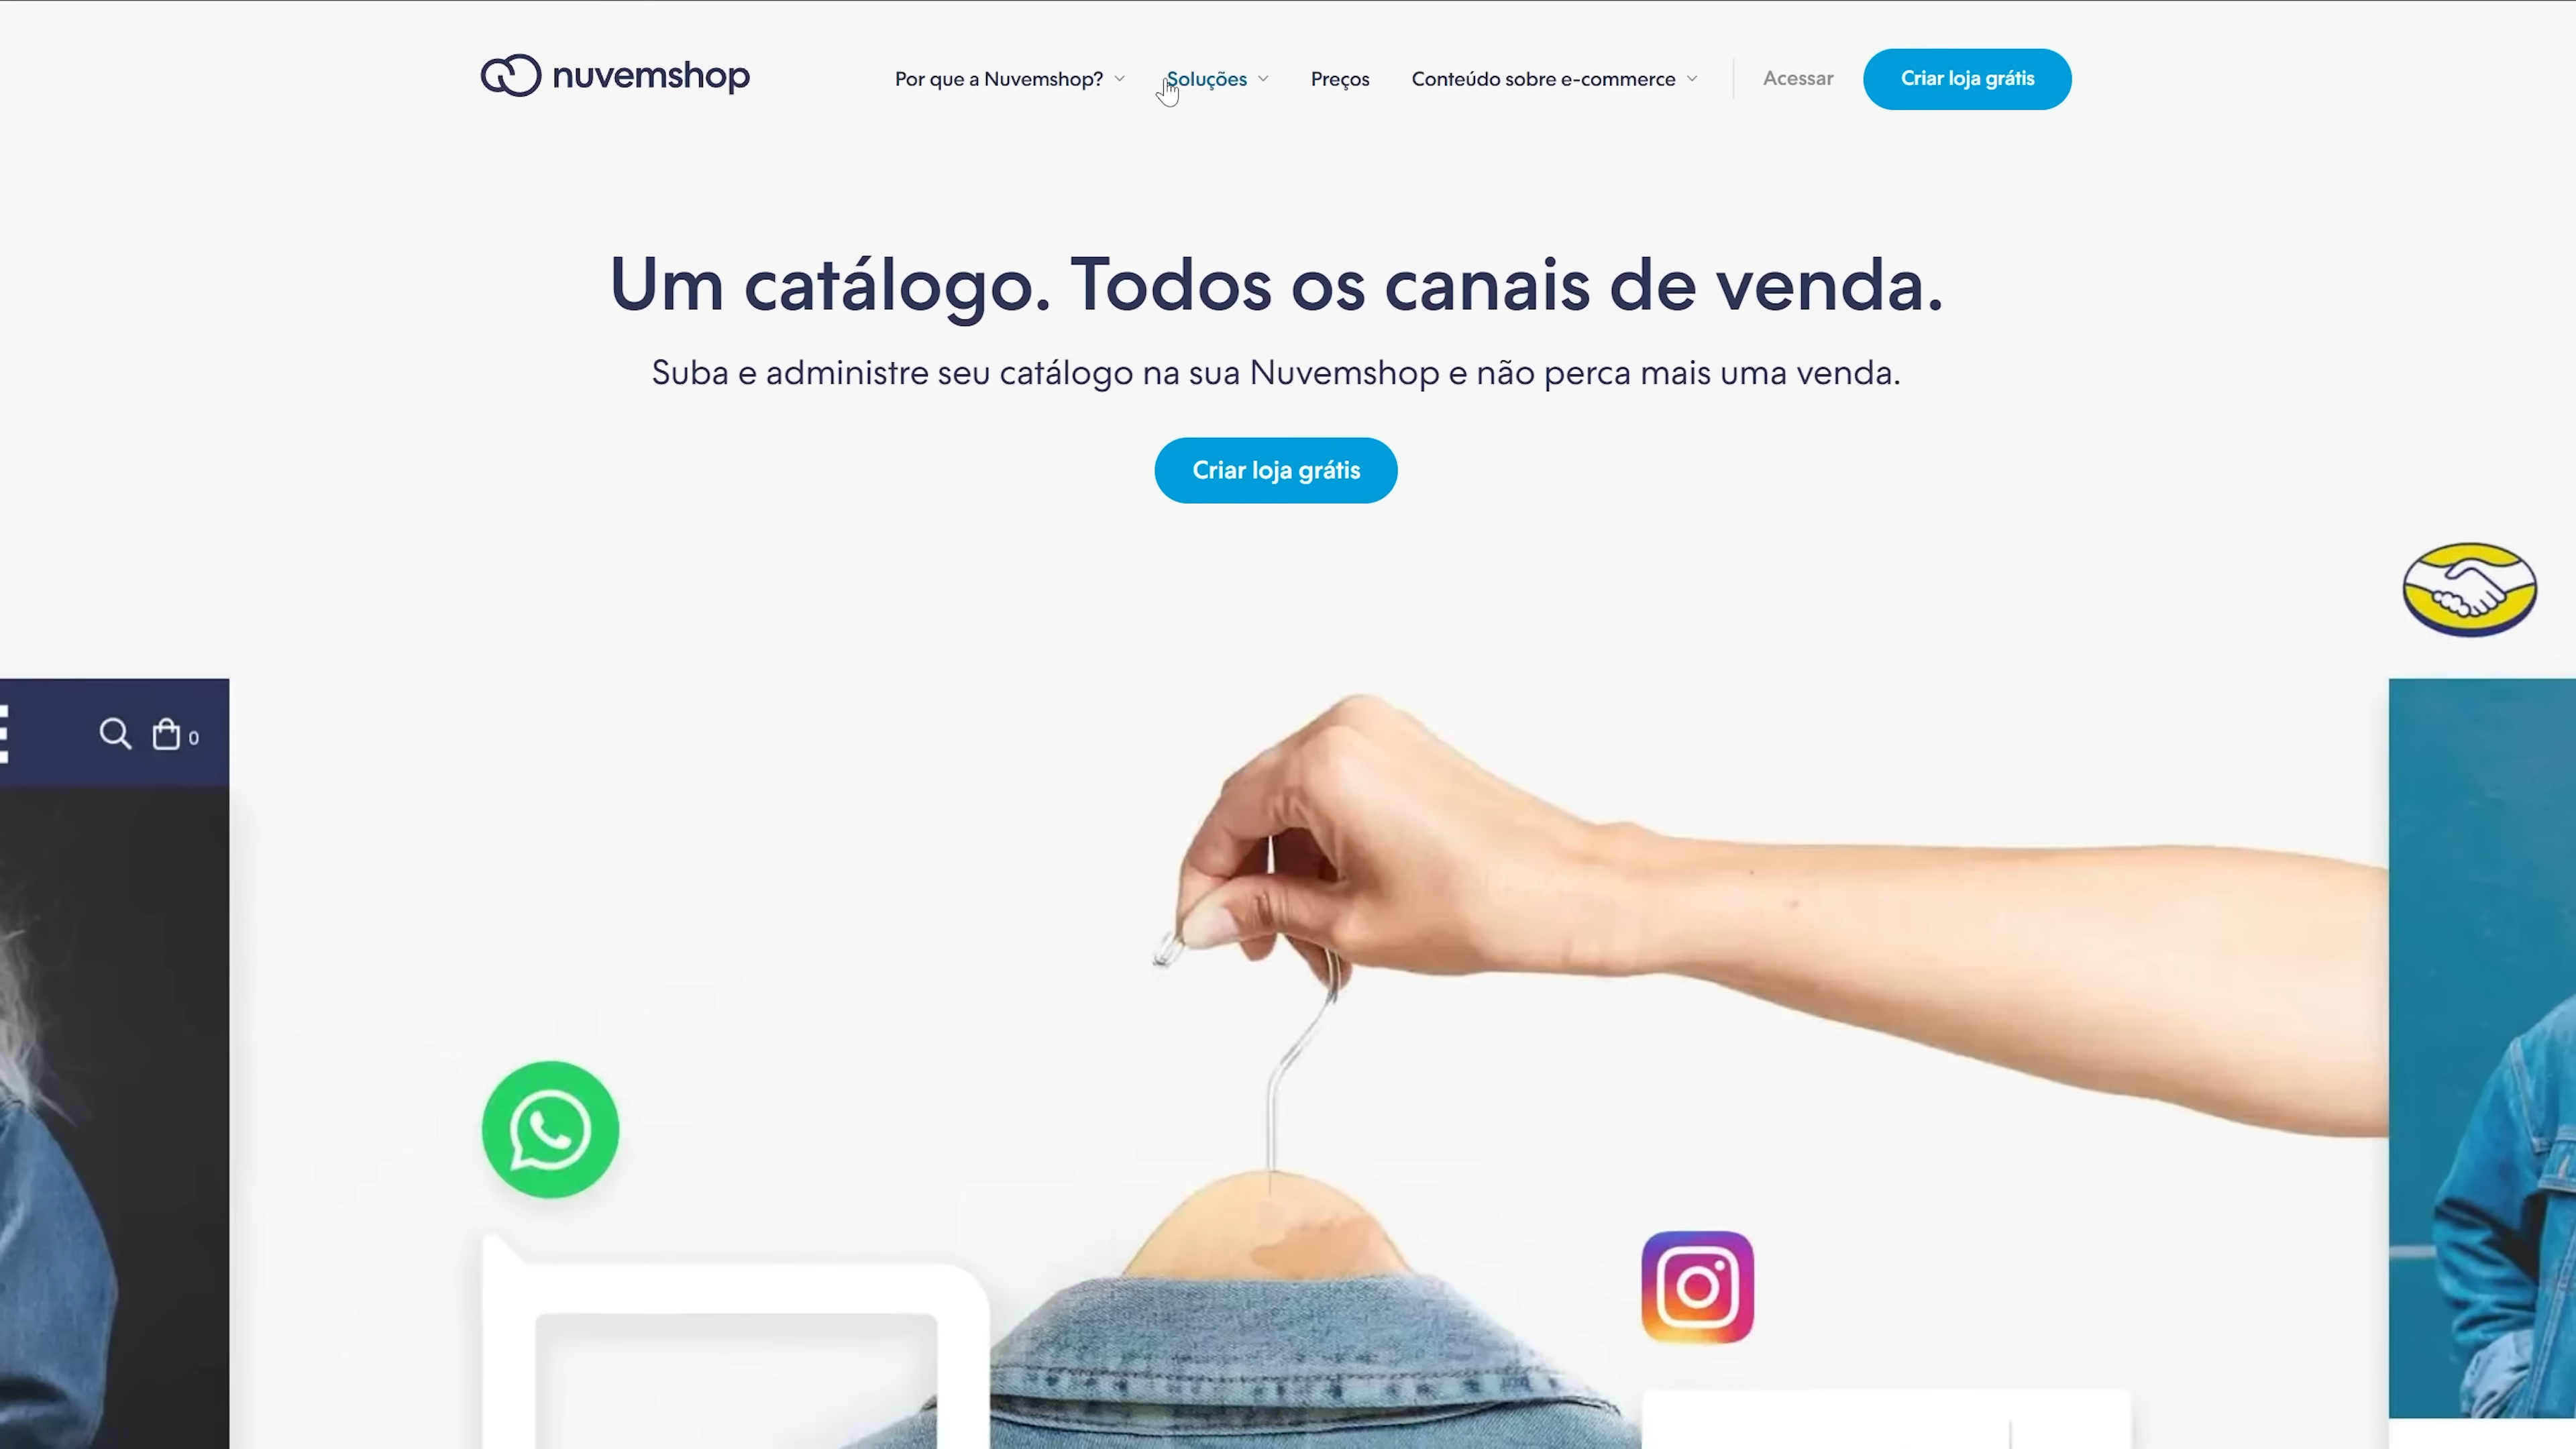 nuvemshop
Por que a Nuvemshop?
Soluções
Preços
Conteúdo sobre e-commerce
Acessar
Criar loja grátis
Um catálogo. Todos os canais de venda.
Suba e administre seu catálogo na sua Nuvemshop e não perca mais uma venda.
Criar loja grátis
0